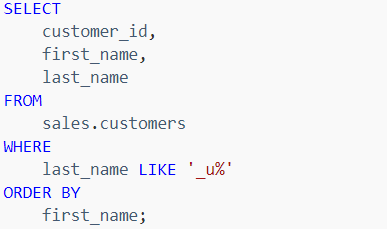 SELECT
    customer_id,
    first_name,
    last_name
FROM
    sales.customers
WHERE
    last_name LIKE '_u%'
ORDER BY
    first_name;